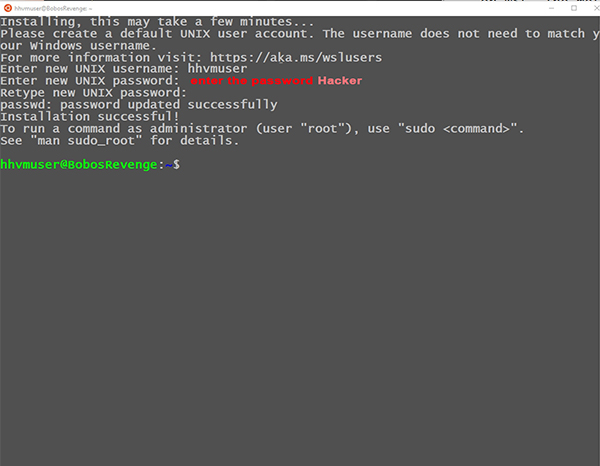 hhvmuser@BobosRevenge: ~
Installing, this may take a few minutes...
Please create a default UNIX user account. The username does not need to match y
our Windows username.
For more information visit: https://aka.ms/wslusers
Enter new UNIX username: hhvmuser
Enter new UNIX password: enter the password Hacker
Retype new UNIX password:
passwd: password updated successfully
Installation successful!
To run a command as administrator (user "root"), use "sudo <command>".
See "man sudo_root" for details.
hhvmuser@BobosRevenge:~$